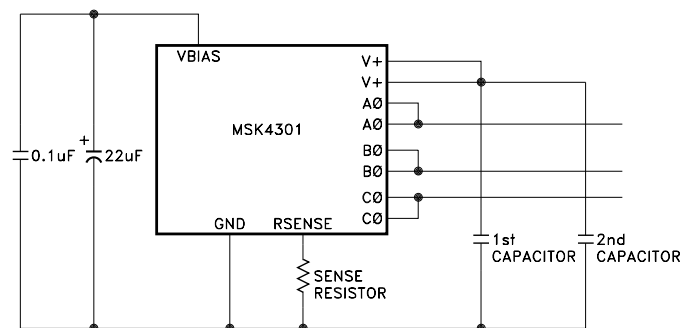 VBIAS
V+
V+
AØ
MSK4301
AØ
BØ
0.1uF
+
22uF
BØ
CØ
CØ
GND
RSENSE
1st
CAPACITOR
2nd
CAPACITOR
SENSE
RESISTOR